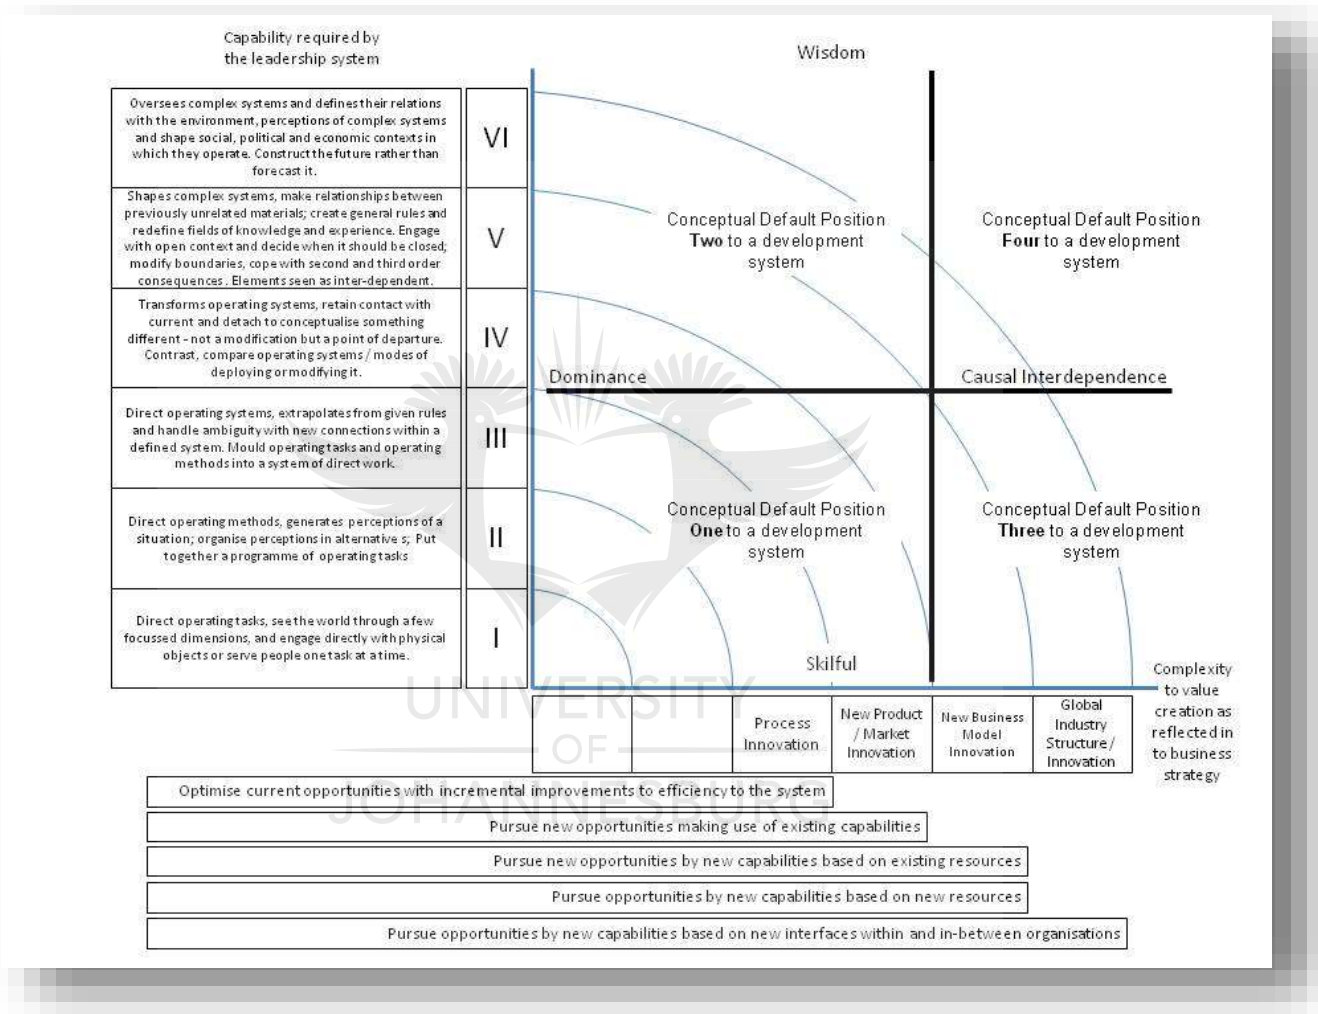 Capability required by
the leadership system
Wisdom
Oversees complex systems and defines their relations
with the environment, perceptions of complex systems
and shape social, political and economic contexts in
which they operate. Construct the future rather than
forecast it.
VI
Shapes complex systems, make relationships between
previously unrelated materials; create general rules and
redefine fields of knowledge and experience. Engage
with open context and decide when it should be closed;
modify boundaries, cope with second and third order
consequences. Elements seen as inter-dependent.
V
Conceptual Default Position
Two to a development
system
Conceptual Default Position
Four to a development
system
Transforms operating systems, retain contact with
current and detach to conceptualise something
different - not a modification but a point of departure.
Contrast, compare operating systems / modes of
deploying or modifying it.
IV
Dominance
Causal Interdependence
Direct operating systems, extrapolates from given rules
and handle ambiguity with new connections within a
defined system. Mould operating tasks and operating
methods into a system of direct work.
III
Direct operating methods, generates perceptions of a
situation; organise perceptions in alternative s; Put
together a programme of operating tasks
II
Conceptual Default Position
One to a development
system
Conceptual Default Position
Three to a development
system
Direct operating tasks, see the world through a few
focussed dimensions, and engage directly with physical
objects or serve people one task at a time.
I
Skilful
Complexity
to value
creation as
reflected in
to business
strategy
Process
Innovation
New Product
/ Market
Innovation
New Business
Model
Innovation
Global
Industry
Structure /
Innovation
UNIVERSITY
OF
JOHANNESBURG
Optimise current opportunities with incremental improvements to efficiency to the system
Pursue new opportunities making use of existing capabilities
Pursue new opportunities by new capabilities based on existing resources
Pursue opportunities by new capabilities based on new resources
Pursue opportunities by new capabilities based on new interfaces within and in-between organisations